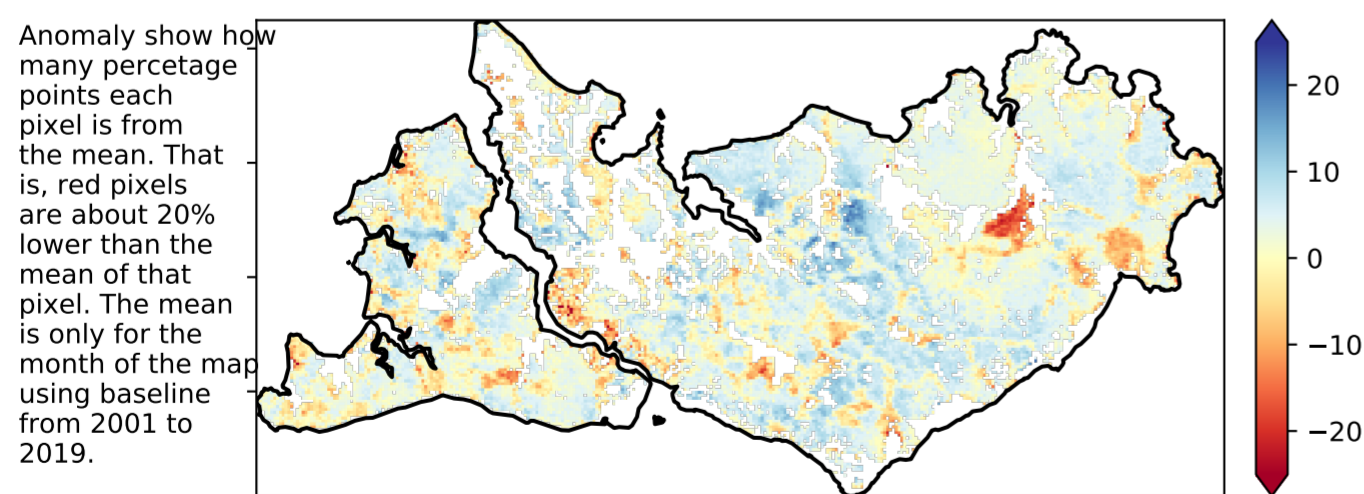 Anomaly show how
many percetage
points each
pixel is from
the mean. That
is, red pixels
are about 20%
lower than the
mean of that
pixel. The mean
is only for the
month of the map
using baseline
from 2001 to
2019.
20
10
0
−10
−20